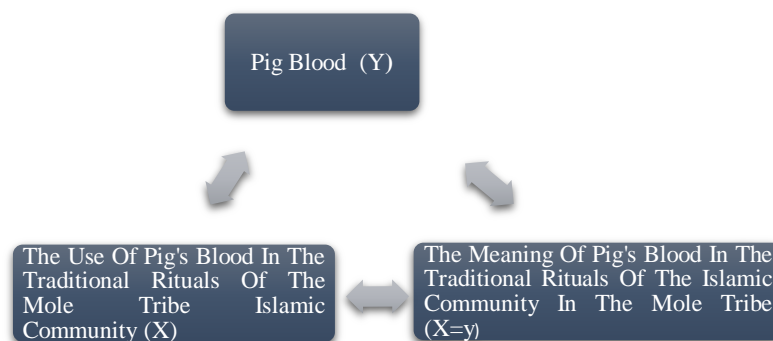 Pig Blood (Y)
The Use Of Pig's Blood In The
Traditional Rituals Of The
Mole Tribe Islamic
Community (X)
The Meaning Of Pig's Blood In The
Traditional Rituals Of The Islamic
Community In The Mole Tribe
(X=y)